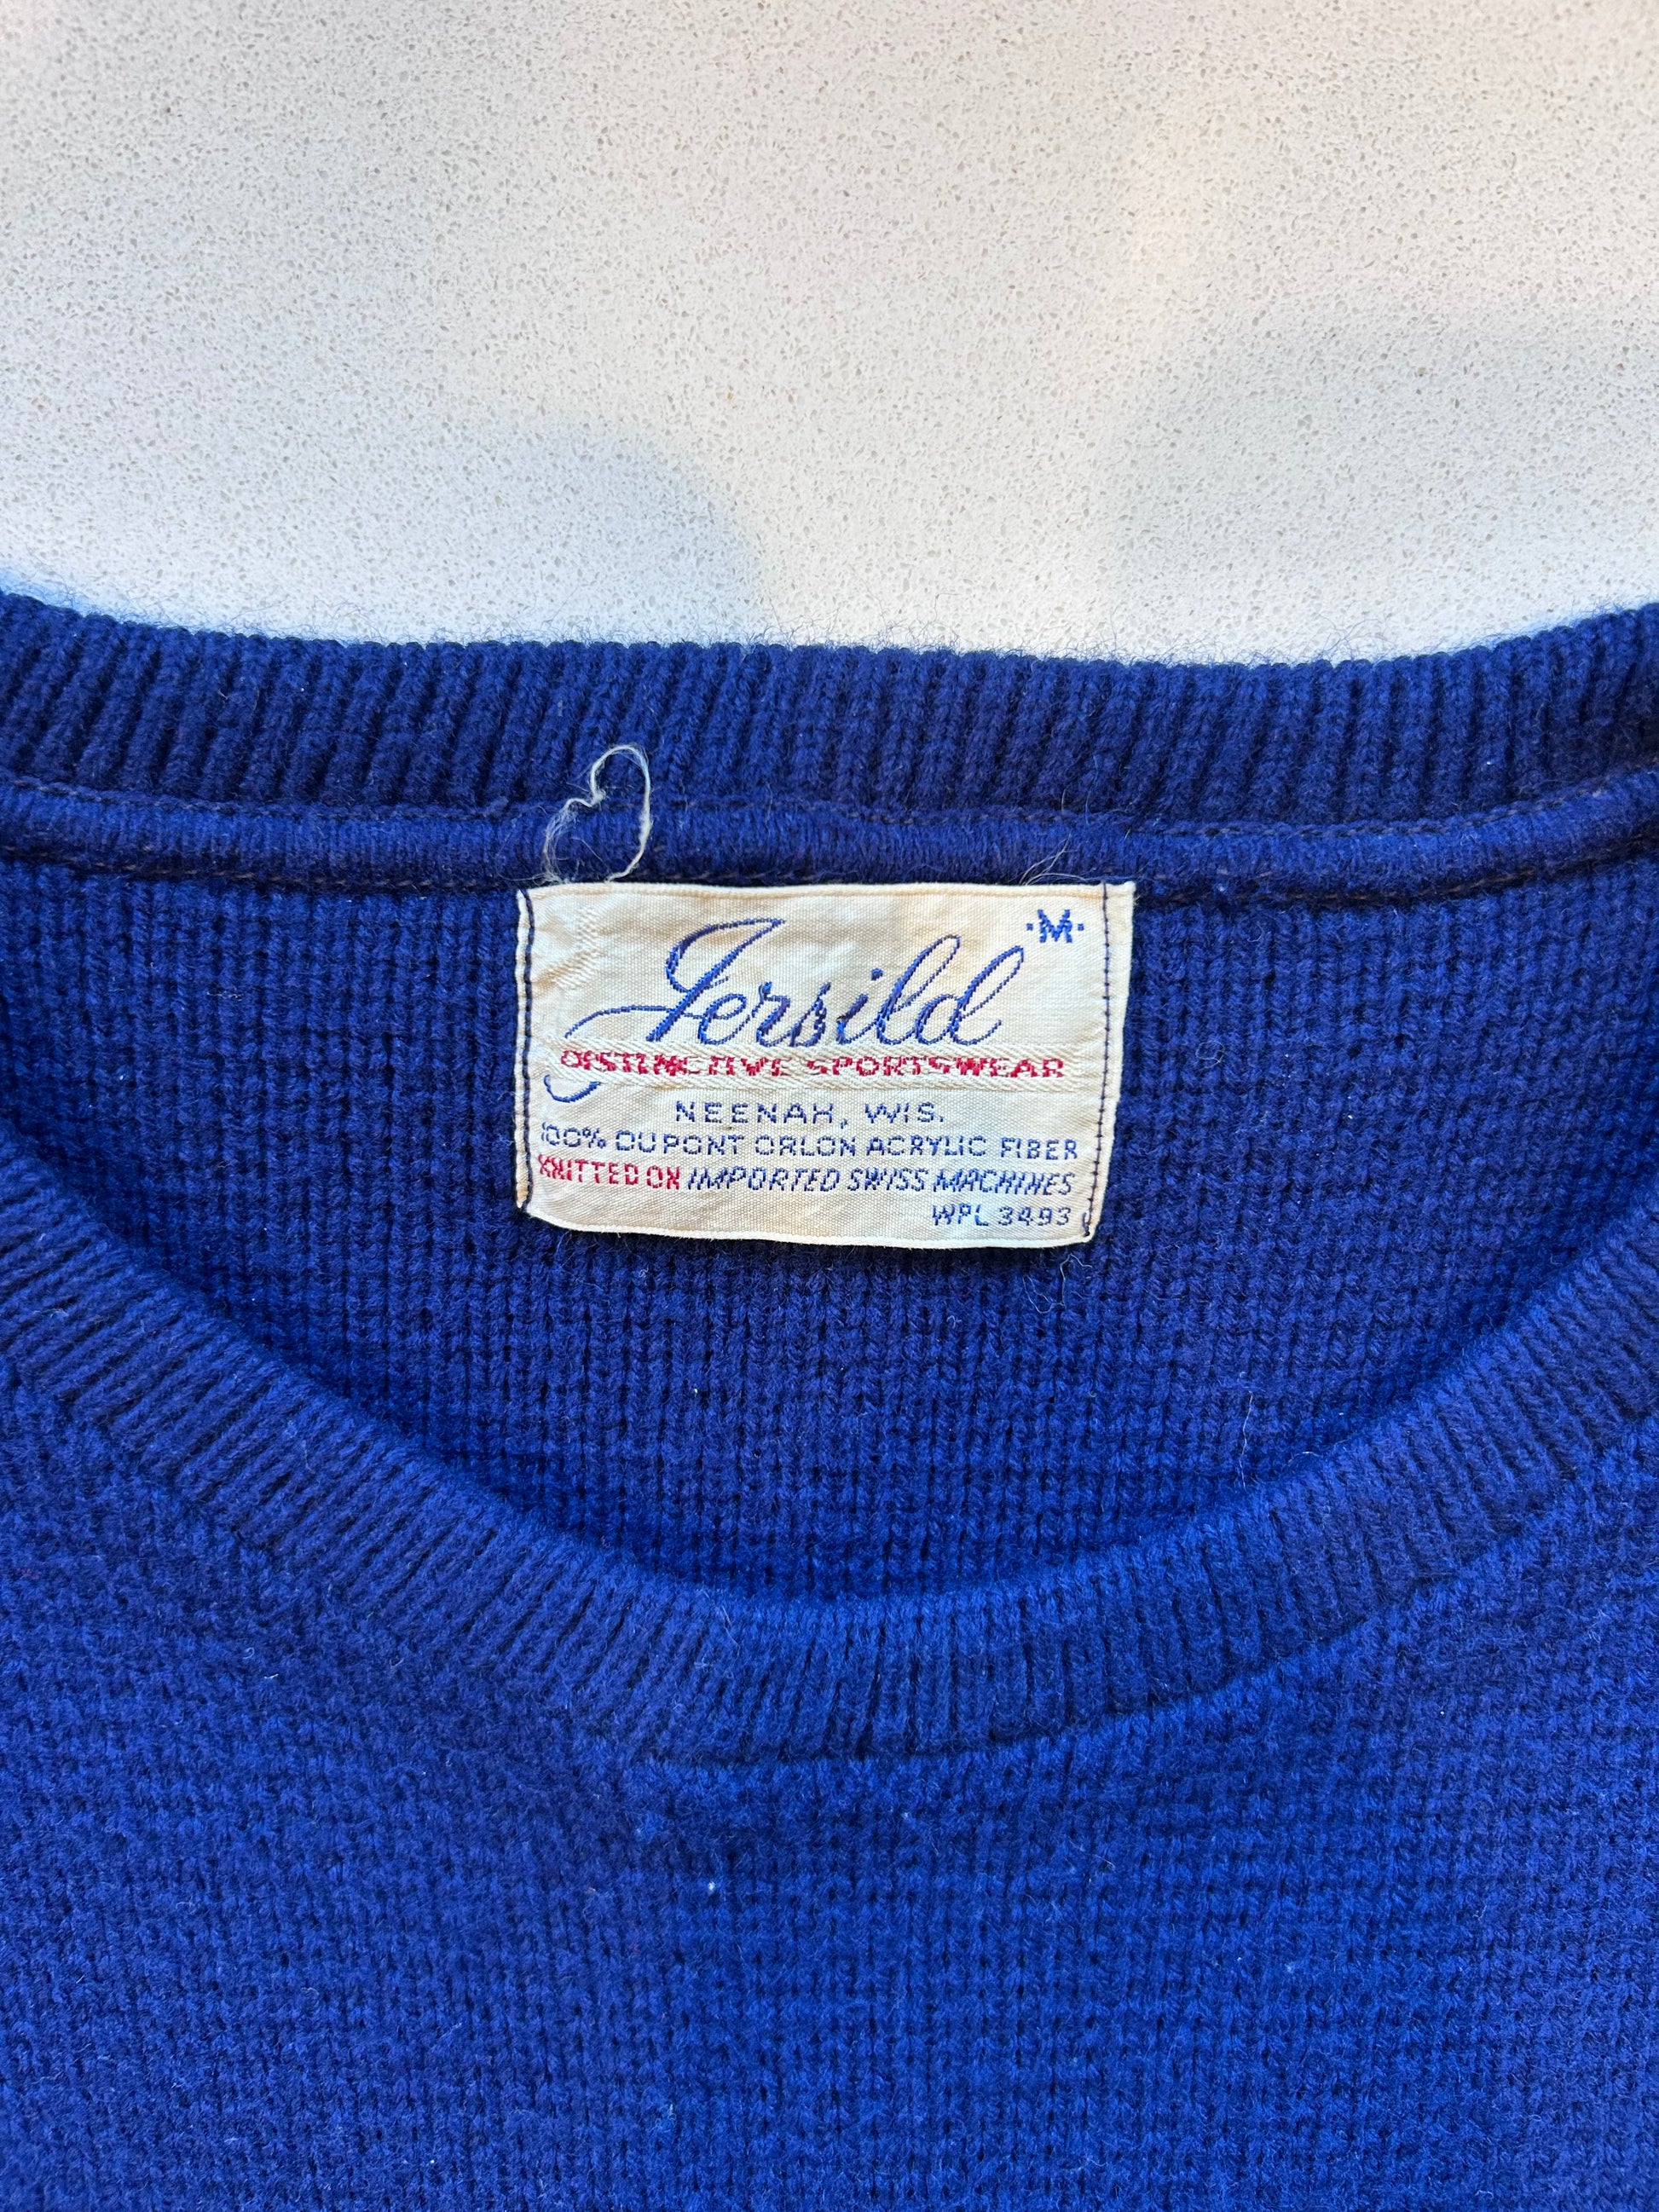 ·M·
Jersild
DISTINCTIVE SPORTSWEAR
NEENAH, WIS.
100% DUPONT ORLON ACRYLIC FIBER
KNITTED ON IMPORTED SWISS MACHINES
WPL 3493